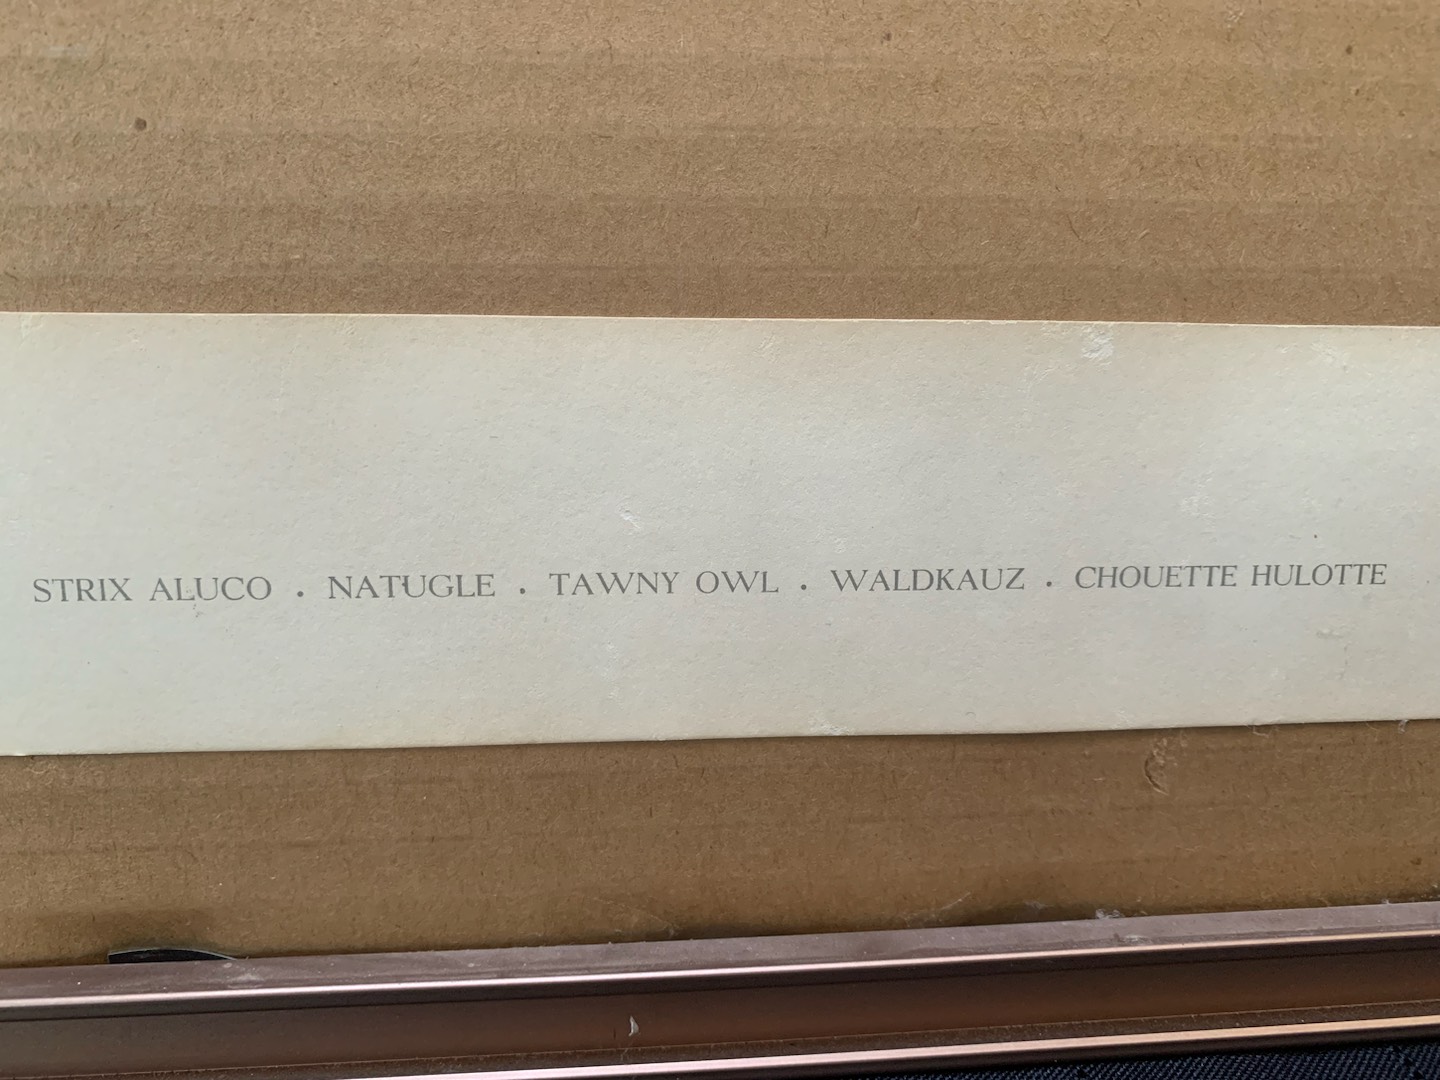 STRIX ALUCO . NATUGLE . TAWNY OWL . WALDKAUZ . CHOUETTE HULOTTE